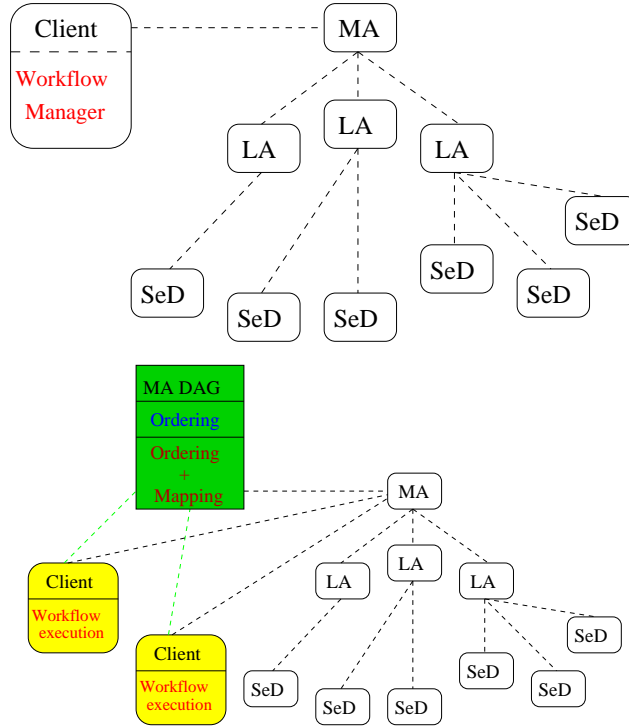 Client
MA
Workflow
Manager
LA
LA
LA
SeD
SeD
SeD
SeD
SeD
SeD
MA DAG
Ordering
Ordering
+
Mapping
MA
Client
Workflow
execution
Client
Workflow
execution
LA
LA
LA
SeD
SeD
SeD
SeD
SeD
SeD